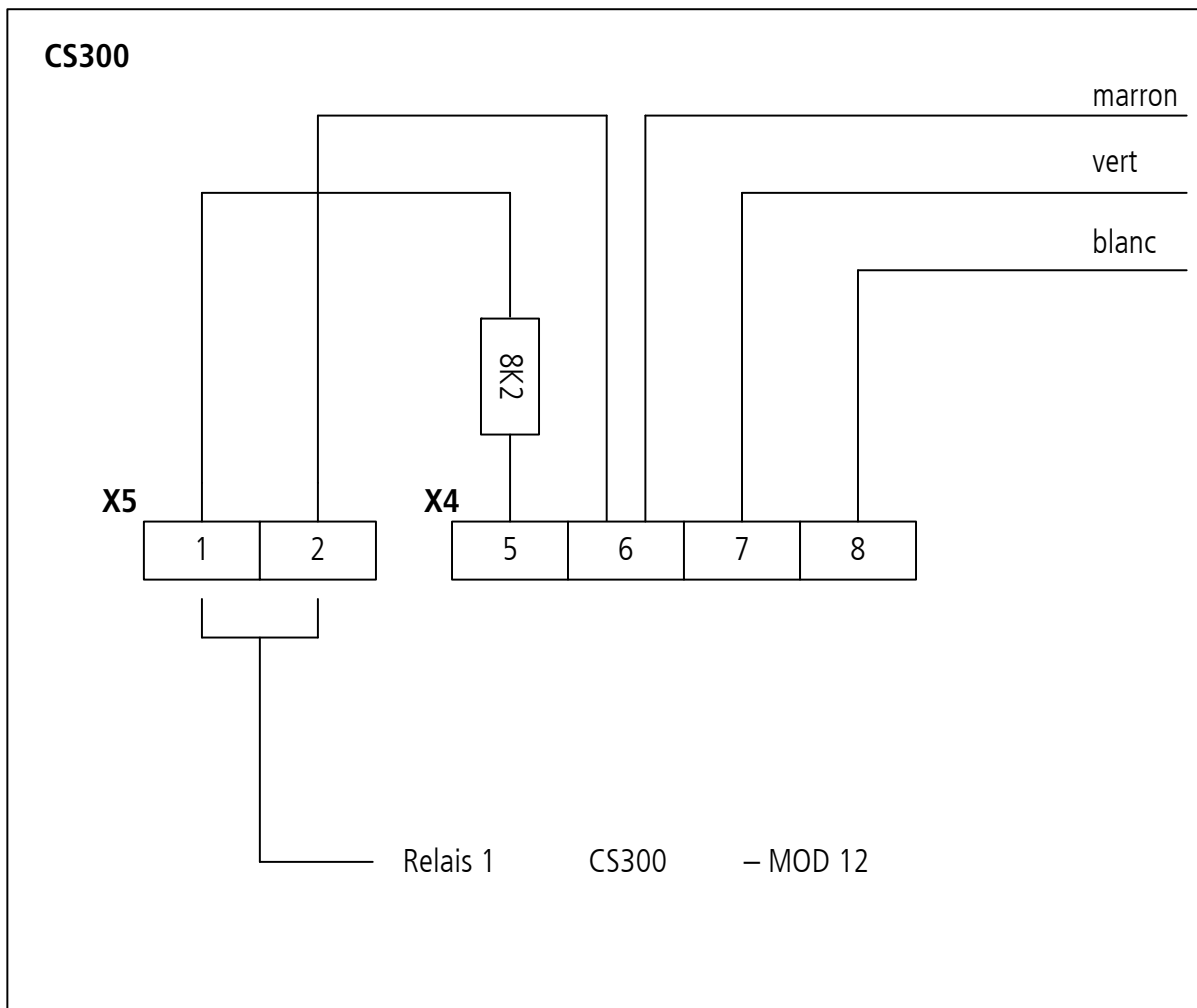 CS300
marron
vert
blanc
8K2
X5
X4
1 2 5 6 7 8
Relais 1 CS300 – MOD 12